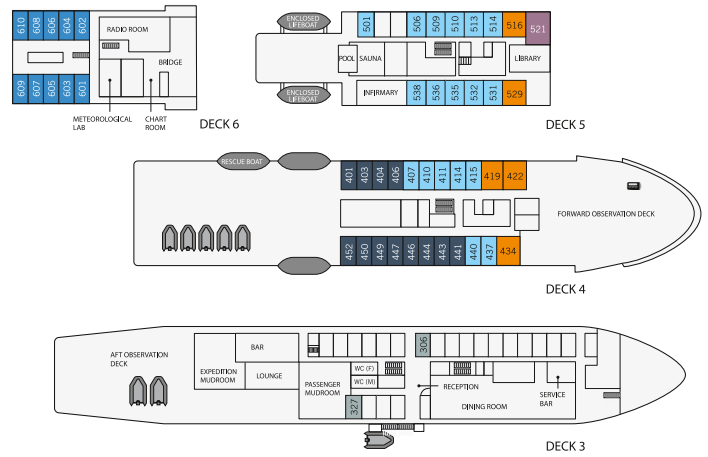 610
608
606
604
602
RADIO ROOM
BRIDGE
609
607
605
603
601
METEOROLOGICAL
LAB
CHART
ROOM
DECK 6
ENCLOSED
LIFEBOAT
501
506
509
510
513
514
516
521
POOL
SAUNA
LIBRARY
INFIRMARY
538
536
535
532
531
529
ENCLOSED
LIFEBOAT
DECK 5
RESCUE BOAT
401
403
404
406
407
410
411
414
415
419
422
FORWARD OBSERVATION DECK
452
450
449
447
446
444
443
441
440
437
434
DECK 4
AFT OBSERVATION
DECK
BAR
EXPEDITION
MUDROOM
LOUNGE
PASSENGER
MUDROOM
WC (F)
WC (M)
327
306
RECEPTION
DINING ROOM
SERVICE
BAR
DECK 3